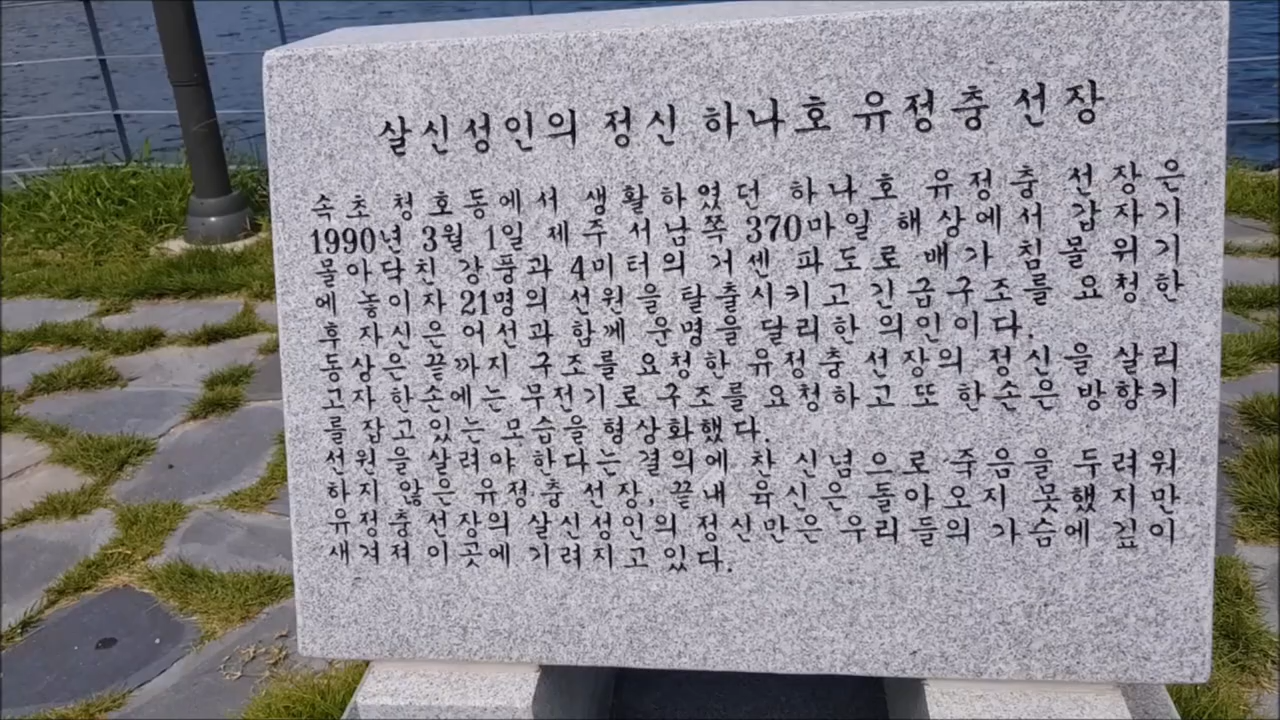 살신성인의 정신 하나호 유정충 선장
속초 청호동에서 생활하였던 하나호 유정충 선장은
1990년 3월 1일 제주 서남쪽 370마일 해상에서 갑자기
몰아닥친 강풍과 4미터의 거센 파도로 배가 침몰 위기
에 놓이자 21명의 선원을 탈출시키고 긴급구조를 요청한
후 자신은 어선과 함께 운명을 달리한 의인이다.
동상은 끝까지 구조를 요청한 유정충 선장의 정신을 살리
고자 한손에는 무전기로 구조를 요청하고 또 한손은 방향키
를 잡고 있는 모습을 형상화했다.
선원을 살려야 한다는 결의에 찬 신념으로 죽음을 두려워
하지 않은 유정충 선장, 끝내 육신은 돌아오지 못했지만
유정충선장의 살신성인의 정신만은 우리들의 가슴에 깊이
새겨져 이곳에 기려지고 있다.